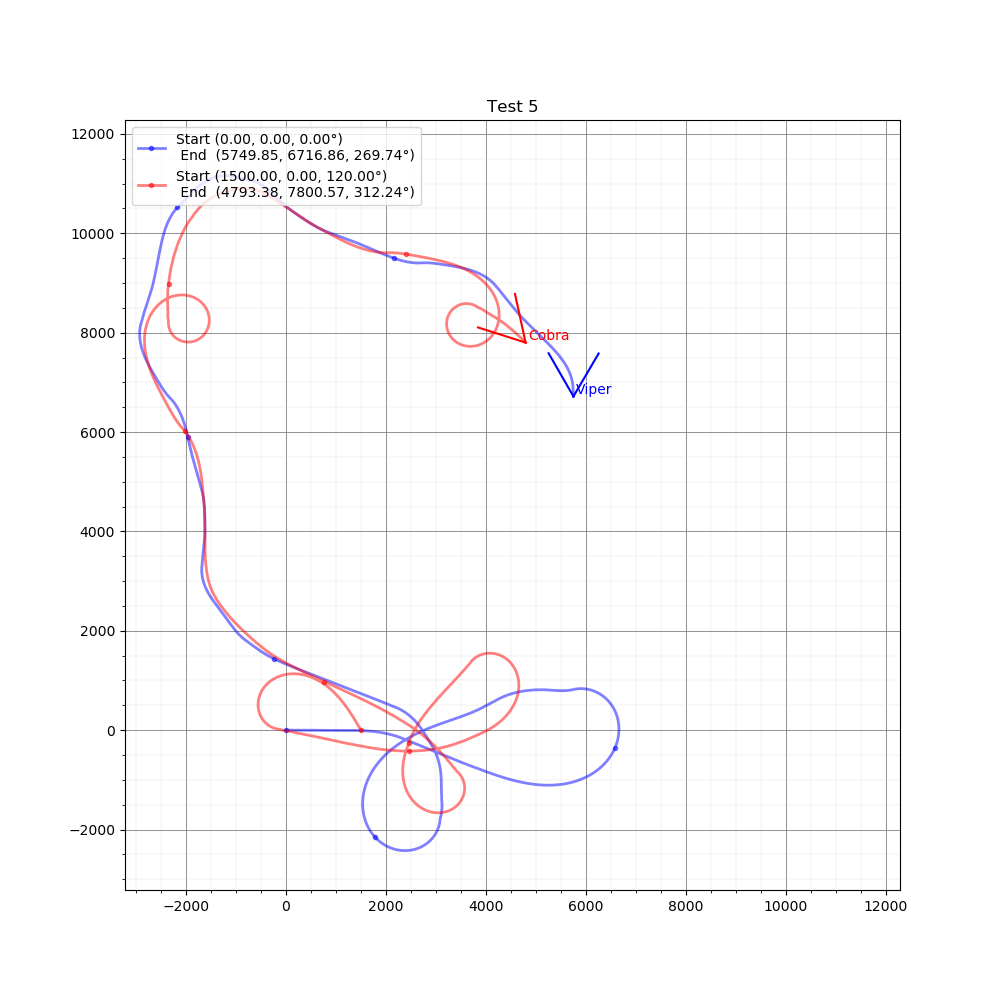 Test 5
Start (0.00, 0.00, 0.00°)
End (5749.85, 6716.86, 269.74°)
Start (1500.00, 0.00, 120.00°)
End (4793.38, 7800.57, 312.24°)
12000
10000
8000
6000
4000
2000
0
−2000
Cobra
Viper
−2000 0 2000 4000 6000 8000 10000 12000